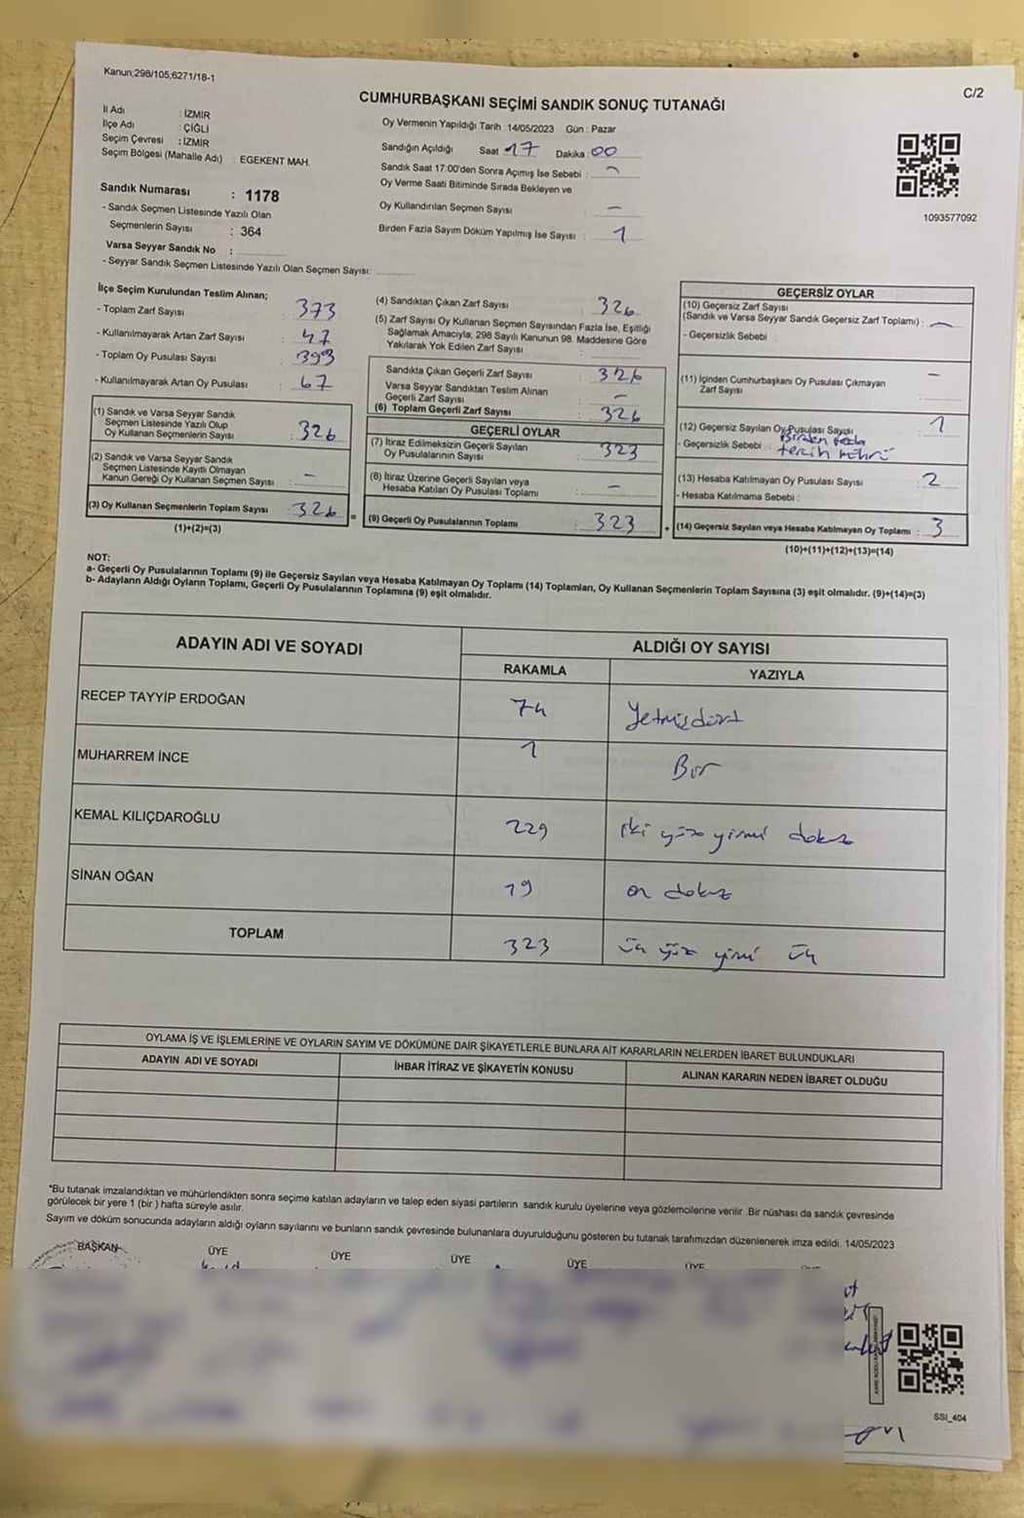 Kanun;298/105,6271/18-1
C/2
CUMHURBAŞKANI SEÇİMİ SANDIK SONUÇ TUTANAĞI
İl Adı : İZMİR
İlçe Adı : ÇİĞLİ
Seçim Çevresi : İZMİR
Seçim Bölgesi (Mahalle Adı) : EGEKENT MAH.
Oy Vermenin Yapıldığı Tarih 14/05/2023 Gün : Pazar
Sandığın Açıldığı Saat 17 Dakika 00
Sandık Saat 17:00'den Sonra Açımış İse Sebebi : -
Oy Verme Saati Bitiminde Sırada Bekleyen ve
Oy Kullandırılan Seçmen Sayısı -
Birden Fazla Sayım Döküm Yapılmış İse Sayısı : 1
1093577092
Sandık Numarası : 1178
- Sandık Seçmen Listesinde Yazılı Olan
Seçmenlerin Sayısı : 364
Varsa Seyyar Sandık No :
- Seyyar Sandık Seçmen Listesinde Yazılı Olan Seçmen Sayısı:
İlçe Seçim Kurulundan Teslim Alınan;
- Toplam Zarf Sayısı : 373
- Kullanılmayarak Artan Zarf Sayısı : 47
- Toplam Oy Pusulası Sayısı : 393
- Kullanılmayarak Artan Oy Pusulası : 67
(1) Sandık ve Varsa Seyyar Sandık
Seçmen Listesinde Yazılı Olup
Oy Kullanan Seçmenlerin Sayısı : 326
(2) Sandık ve Varsa Seyyar Sandık
Seçmen Listesinde Kayıtlı Olmayan
Kanun Gereği Oy Kullanan Seçmen Sayısı : -
(3) Oy Kullanan Seçmenlerin Toplam Sayısı : 326
(1)+(2)=(3)
(4) Sandıktan Çıkan Zarf Sayısı : 326
(5) Zarf Sayısı Oy Kullanan Seçmen Sayısından Fazla İse, Eşitliği
Sağlamak Amacıyla; 298 Sayılı Kanunun 98. Maddesine Göre
Yakılarak Yok Edilen Zarf Sayısı :
Sandıkta Çıkan Geçerli Zarf Sayısı : 326
Varsa Seyyar Sandıktan Teslim Alınan
Geçerli Zarf Sayısı : -
(6) Toplam Geçerli Zarf Sayısı : 326
GEÇERLİ OYLAR
(7) İtiraz Edilmeksizin Geçerli Sayılan
Oy Pusulalarının Sayısı : 323
(8) İtiraz Üzerine Geçerli Sayılan veya
Hesaba Katılan Oy Pusulası Toplamı : -
= (9) Geçerli Oy Pusulalarının Toplamı : 323 +
GEÇERSİZ OYLAR
(10) Geçersiz Zarf Sayısı
(Sandık ve Varsa Seyyar Sandık Geçersiz Zarf Toplamı) : -
- Geçersizlik Sebebi :
(11) İçinden Cumhurbaşkanı Oy Pusulası Çıkmayan -
Zarf Sayısı :
(12) Geçersiz Sayılan Oy Pusulası Sayısı : 1
- Geçersizlik Sebebi : Birden fazla
tercih mührü
(13) Hesaba Katılmayan Oy Pusulası Sayısı : 2
- Hesaba Katılmama Sebebi :
(14) Geçersiz Sayılan veya Hesaba Katılmayan Oy Toplamı : 3
(10)+(11)+(12)+(13)=(14)
NOT:
a- Geçerli Oy Pusulalarının Toplamı (9) ile Geçersiz Sayılan veya Hesaba Katılmayan Oy Toplamı (14) Toplamları, Oy Kullanan Seçmenlerin Toplam Sayısına (3) eşit olmalıdır. (9)+(14)=(3)
b- Adayların Aldığı Oyların Toplamı, Geçerli Oy Pusulalarının Toplamına (9) eşit olmalıdır.
ADAYIN ADI VE SOYADI
ALDIĞI OY SAYISI
RAKAMLA YAZIYLA
RECEP TAYYİP ERDOĞAN 74 Yetmişdört
MUHARREM İNCE 1 Bir
KEMAL KILIÇDAROĞLU 229 iki yüz yirmi dokuz
SİNAN OĞAN 19 on dokuz
TOPLAM 323 üç yüz yirmi üç
OYLAMA İŞ VE İŞLEMLERİNE VE OYLARIN SAYIM VE DÖKÜMÜNE DAİR ŞİKAYETLERLE BUNLARA AİT KARARLARIN NELERDEN İBARET BULUNDUKLARI
ADAYIN ADI VE SOYADI İHBAR İTİRAZ VE ŞİKAYETİN KONUSU ALINAN KARARIN NEDEN İBARET OLDUĞU
*Bu tutanak imzalandıktan ve mühürlendikten sonra seçime katılan adayların ve talep eden siyasi partilerin sandık kurulu üyelerine veya gözlemcilerine verilir. Bir nüshası da sandık çevresinde
görülecek bir yere 1 (bir ) hafta süreyle asılır.
Sayım ve döküm sonucunda adayların aldığı oyların sayılarını ve bunların sandık çevresinde bulunanlara duyurulduğunu gösteren bu tutanak tarafımızdan düzenlenerek imza edildi. 14/05/2023
BAŞKAN ÜYE ÜYE ÜYE ÜYE ÜYE
SSI_404